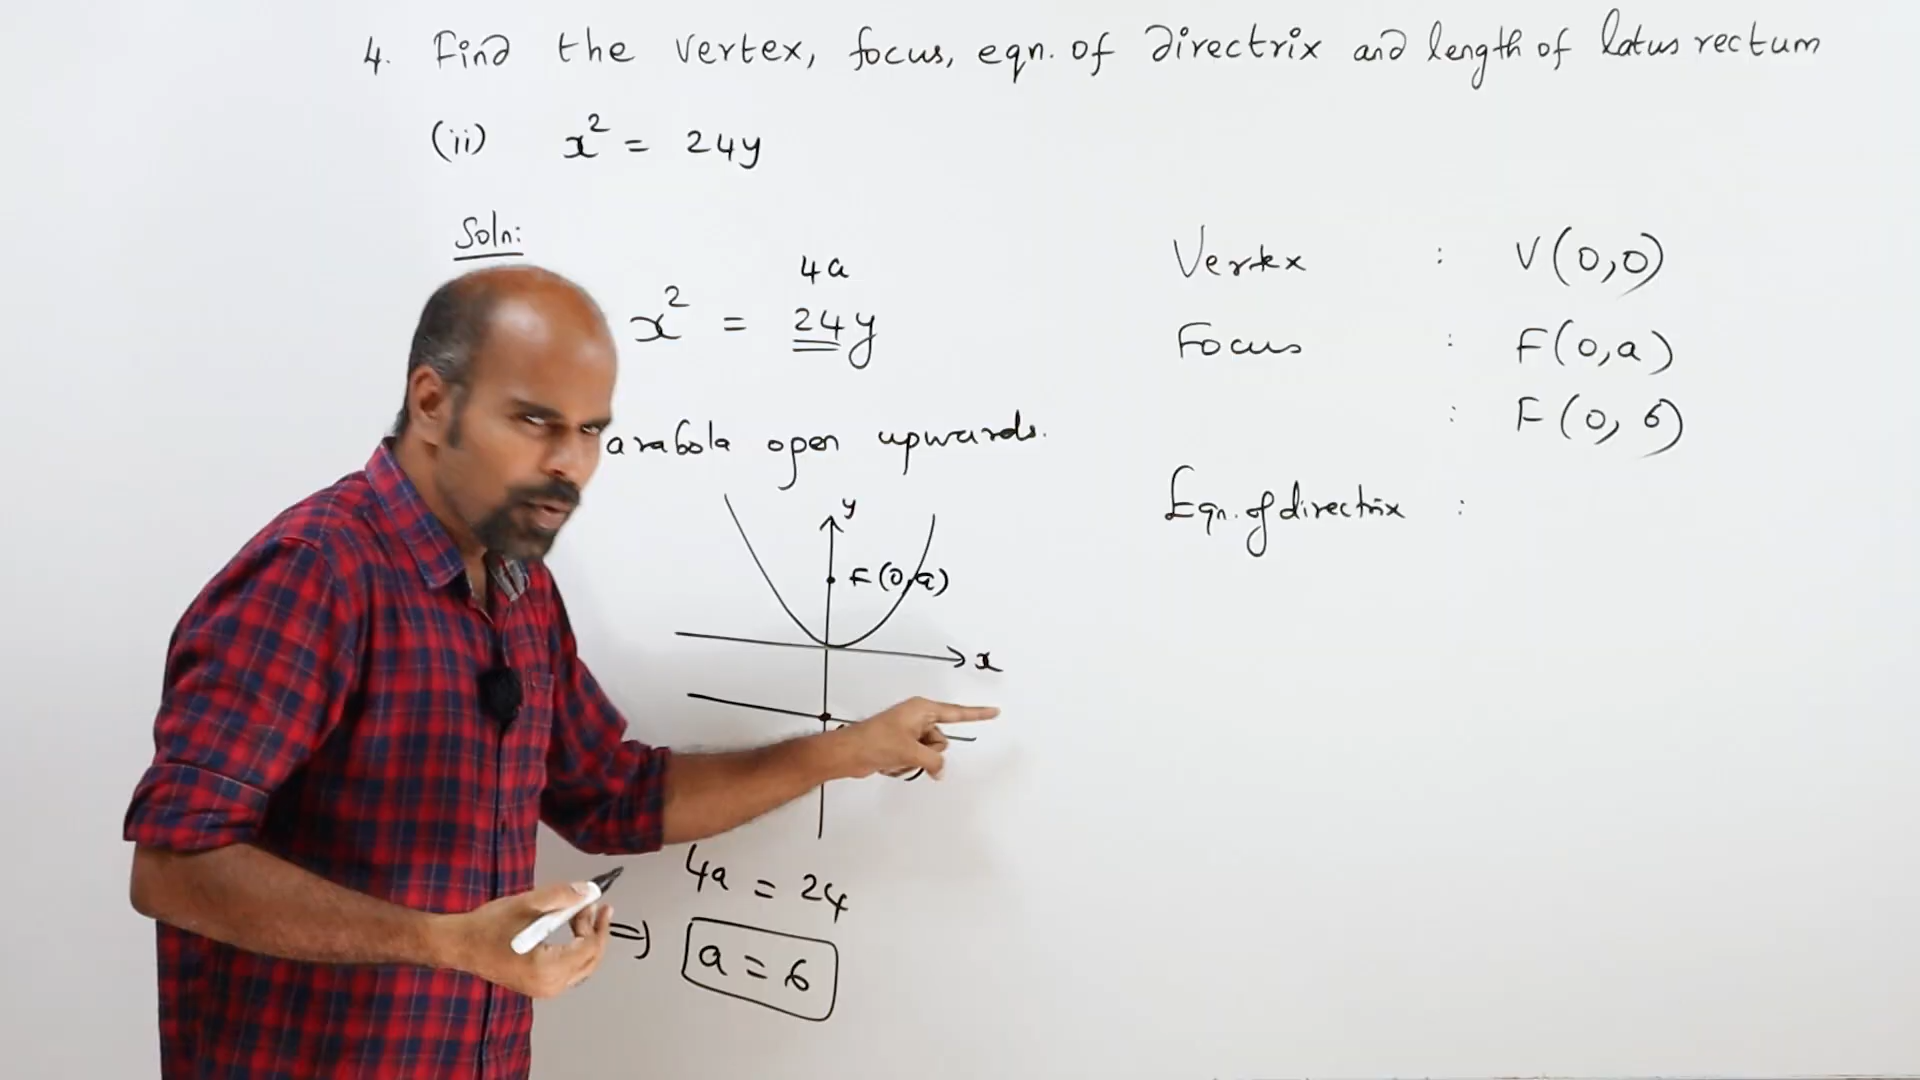 4. Find the vertex, focus, eqn. of directrix and length of latus rectum
(ii) x² = 24y
Soln:
4a
x² = 24y
arabola open upwards.
y
F(0,a)
x
4a = 24
⇒ a = 6
Vertex : V(0,0)
Focus : F(0,a)
: F(0, 6)
Eqn. of directrix :